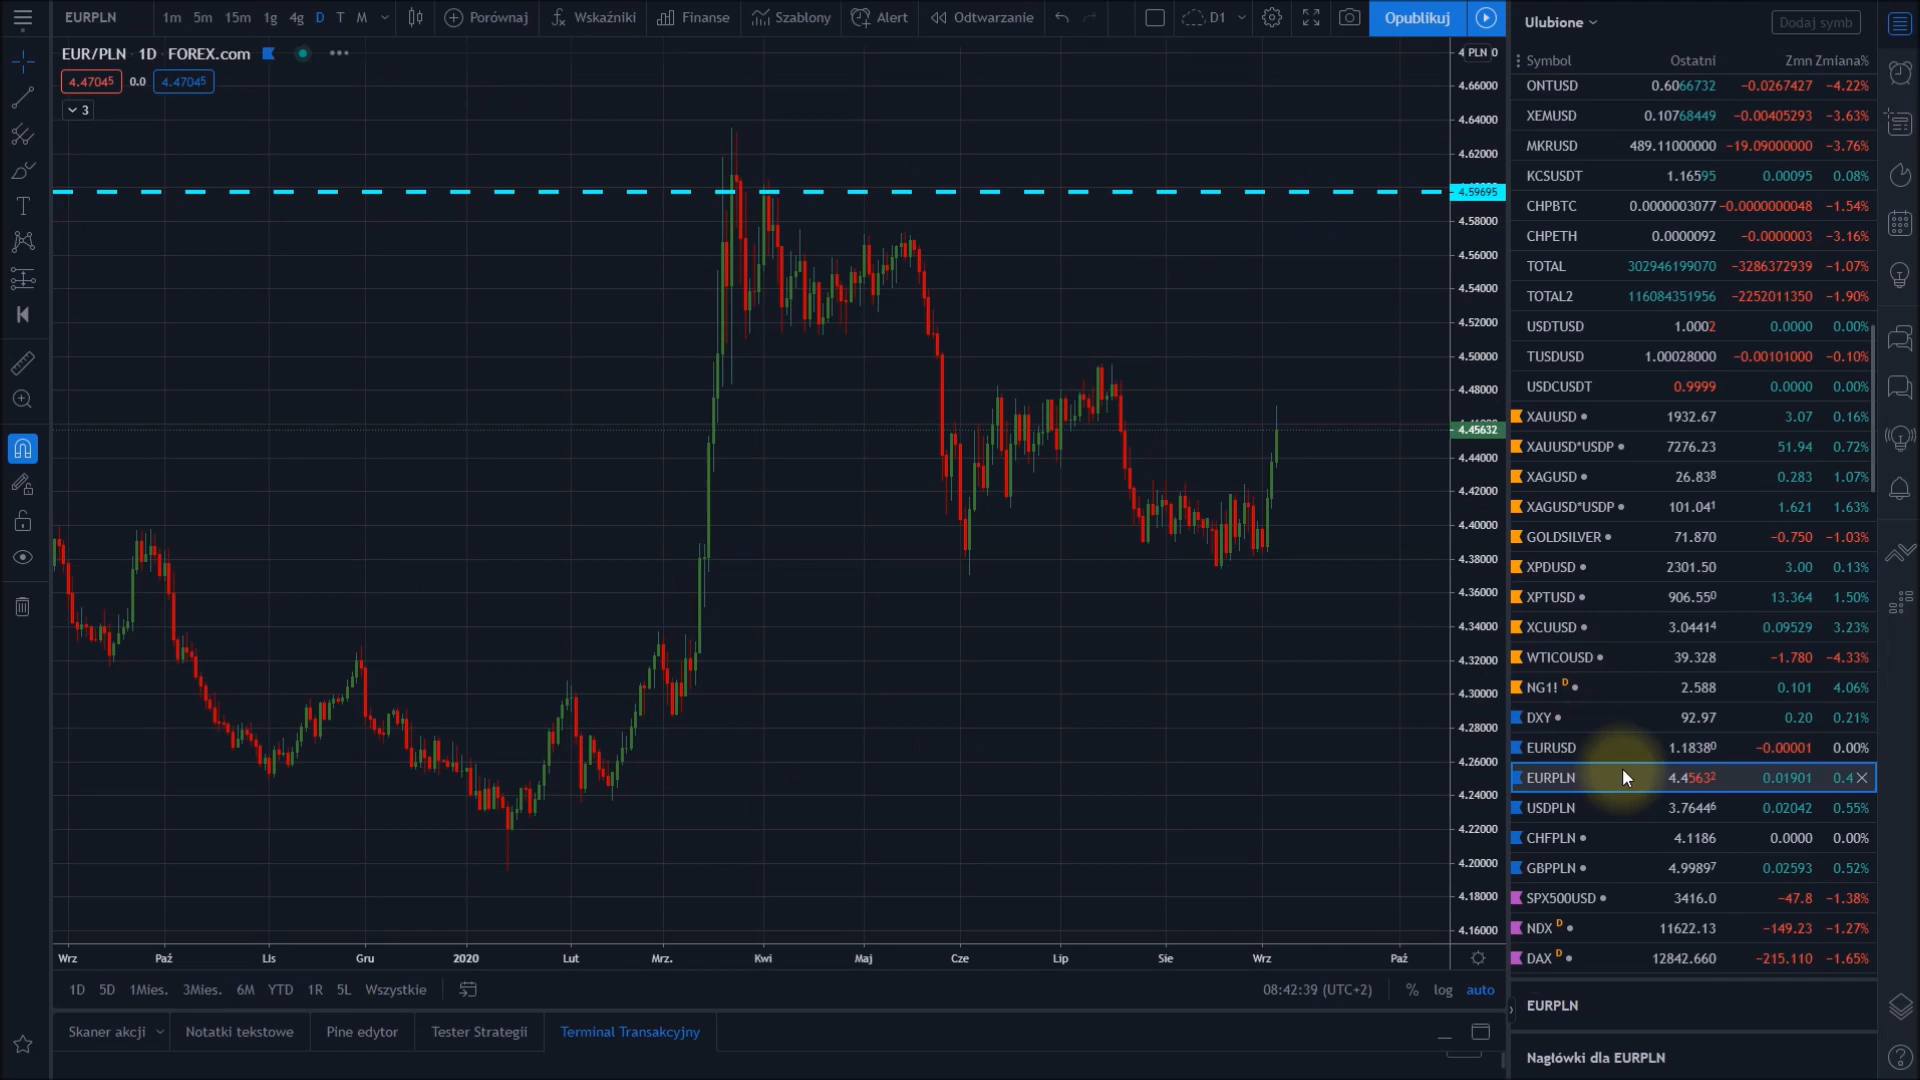 EURPLN 1m 5m 15m 1g 4g D T M Porównaj Wskaźniki Finanse Szablony Alert Odtwarzanie D1 Opublikuj
EUR/PLN 1D FOREX.com
4.47045 0.0 4.47045
3
4 PLN 0
4.66000
4.64000
4.62000
4.59695
4.58000
4.56000
4.54000
4.52000
4.50000
4.48000
4.45632
4.44000
4.42000
4.40000
4.38000
4.36000
4.34000
4.32000
4.30000
4.28000
4.26000
4.24000
4.22000
4.20000
4.18000
4.16000
Wrz Paź Lis Gru 2020 Lut Mrz. Kwi Maj Cze Lip Sie Wrz Paź
1D 5D 1Mies. 3Mies. 6M YTD 1R 5L Wszystkie 08:42:39 (UTC+2) % log auto
Skaner akcji Notatki tekstowe Pine edytor Tester Strategii Terminal Transakcyjny
Ulubione Dodaj symb
Symbol Ostatni Zmn Zmiana%
ONTUSD 0.6066732 −0.0267427 −4.22%
XEMUSD 0.10768449 −0.00405293 −3.63%
MKRUSD 489.11000000 −19.09000000 −3.76%
KCSUSDT 1.16595 0.00095 0.08%
CHPBTC 0.0000003077 −0.0000000048 −1.54%
CHPETH 0.0000092 −0.0000003 −3.16%
TOTAL 302946199070 −3286372939 −1.07%
TOTAL2 116084351956 −2252011350 −1.90%
USDTUSD 1.0002 0.0000 0.00%
TUSDUSD 1.00028000 −0.00101000 −0.10%
USDCUSDT 0.9999 0.0000 0.00%
XAUUSD 1932.67 3.07 0.16%
XAUUSD*USDP 7276.23 51.94 0.72%
XAGUSD 26.838 0.283 1.07%
XAGUSD*USDP 101.041 1.621 1.63%
GOLDSILVER 71.870 −0.750 −1.03%
XPDUSD 2301.50 3.00 0.13%
XPTUSD 906.550 13.364 1.50%
XCUUSD 3.04414 0.09529 3.23%
WTICOUSD 39.328 −1.780 −4.33%
NG1! D 2.588 0.101 4.06%
DXY 92.97 0.20 0.21%
EURUSD 1.18380 −0.00001 0.00%
EURPLN 4.45632 0.01901 0.4
USDPLN 3.76446 0.02042 0.55%
CHFPLN 4.1186 0.0000 0.00%
GBPPLN 4.99897 0.02593 0.52%
SPX500USD 3416.0 −47.8 −1.38%
NDX D 11622.13 −149.23 −1.27%
DAX D 12842.660 −215.110 −1.65%
EURPLN
Nagłówki dla EURPLN